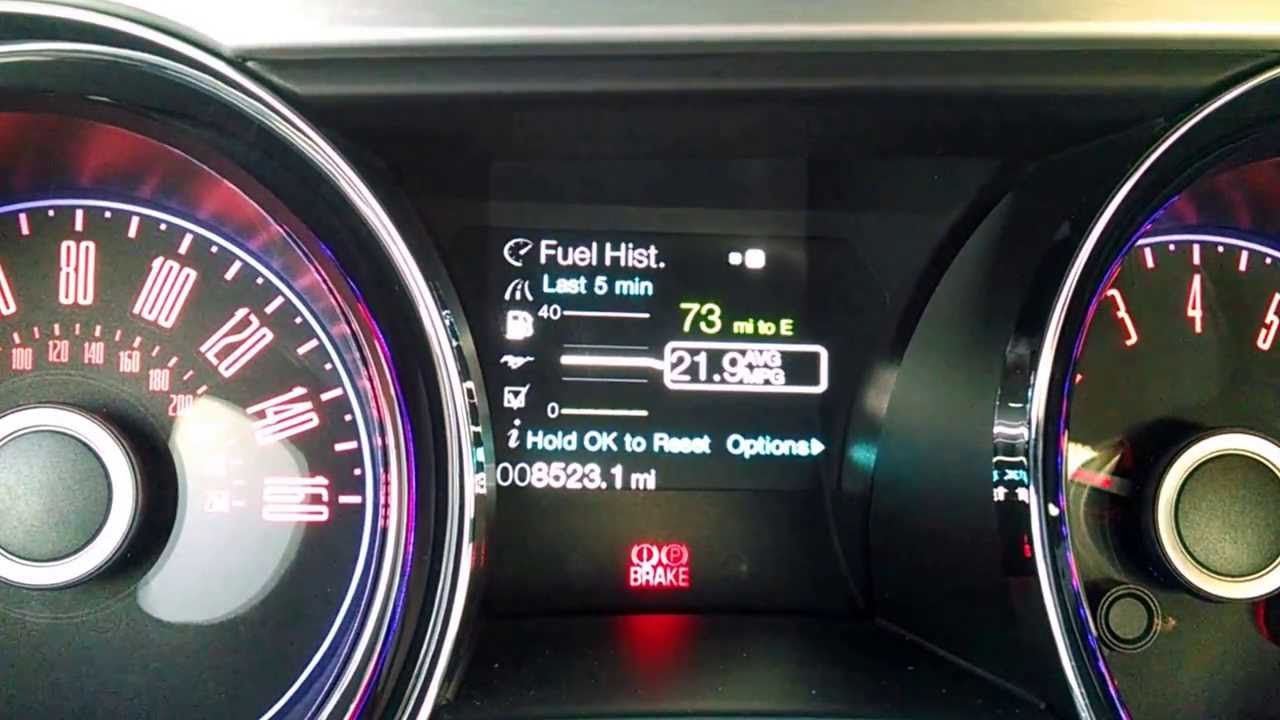 Fuel Hist.
Last 5 min
40
73 mi to E
21.9 AVG MPG
0
Hold OK to Reset Options
008523.1 mi
BRAKE
P
80
100
120
140
160
100
120
140
160
180
200
3
4
5